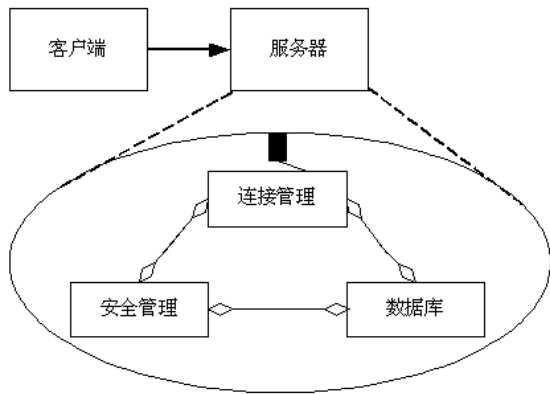 客户端
服务器
连接管理
安全管理
数据库